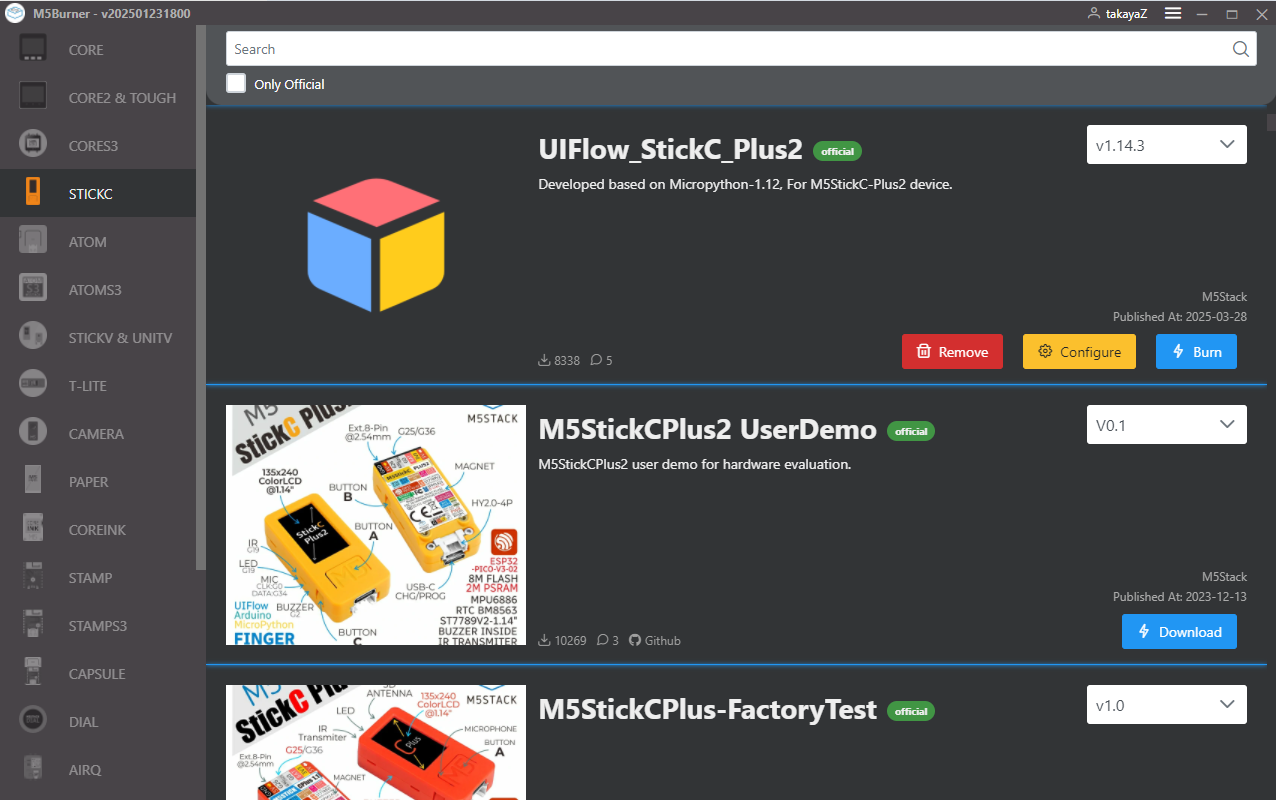 M5Burner - v202501231800
takayaZ
CORE
CORE2 & TOUGH
CORES3
STICKC
ATOM
ATOMS3
STICKV & UNITV
T-LITE
CAMERA
PAPER
COREINK
STAMP
STAMPS3
CAPSULE
DIAL
AIRQ
Search
Only Official
UIFlow_StickC_Plus2 official
v1.14.3
Developed based on Micropython-1.12, For M5StickC-Plus2 device.
M5Stack
Published At: 2025-03-28
8338 5
Remove Configure Burn
M5StickCPlus2 UserDemo official
V0.1
M5StickCPlus2 user demo for hardware evaluation.
M5Stack
Published At: 2023-12-13
10269 3 Github
Download
M5STACK
StickC Plus
Ext.8-Pin
@2.54mm
G25/G36
135x240
ColorLCD
@1.14"
MAGNET
BUTTON
B
HY2.0-4P
BUTTON
A
StickC
Plus2
IR
G19
LED
G19
MIC
CLK:G0
DATA:G34
USB-C
CHG/PROG
BUZZER
G2
BUTTON
C
UIFlow
Arduino
MicroPython
FINGER
ESP32
-PICO-V3-02
8M FLASH
2M PSRAM
MPU6886
RTC BM8563
ST7789V2-1.14"
BUZZER INSIDE
IR TRANSMITER
M5StickCPlus-FactoryTest official
v1.0
M5STACK
StickC Plus
ANTENNA
135x240
ColorLCD
@1.14"
LED
IR
Transmiter
MICROPHONE
BUTTON
A
G25/G36
Ext.8-Pin
@2.54mm
MAGNET
C
Plus